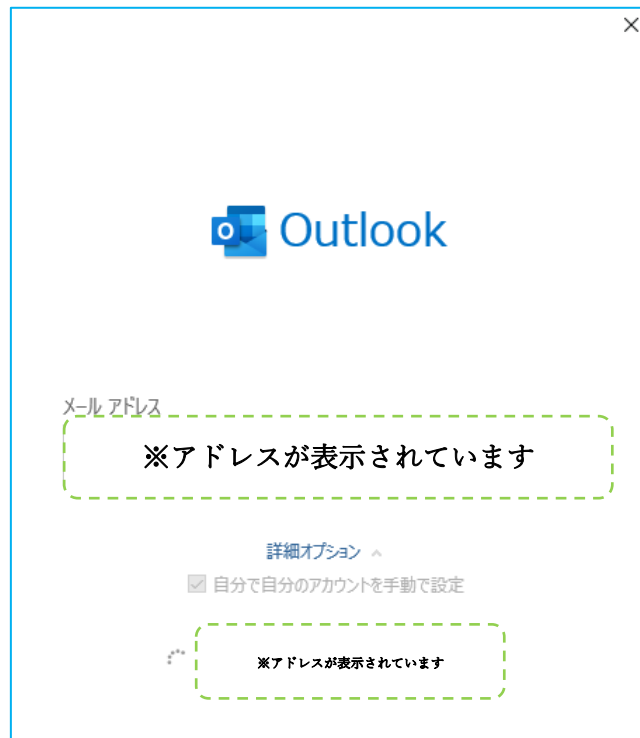 Outlook
メール アドレス
※アドレスが表示されています
詳細オプション
自分で自分のアカウントを手動で設定
※アドレスが表示されています